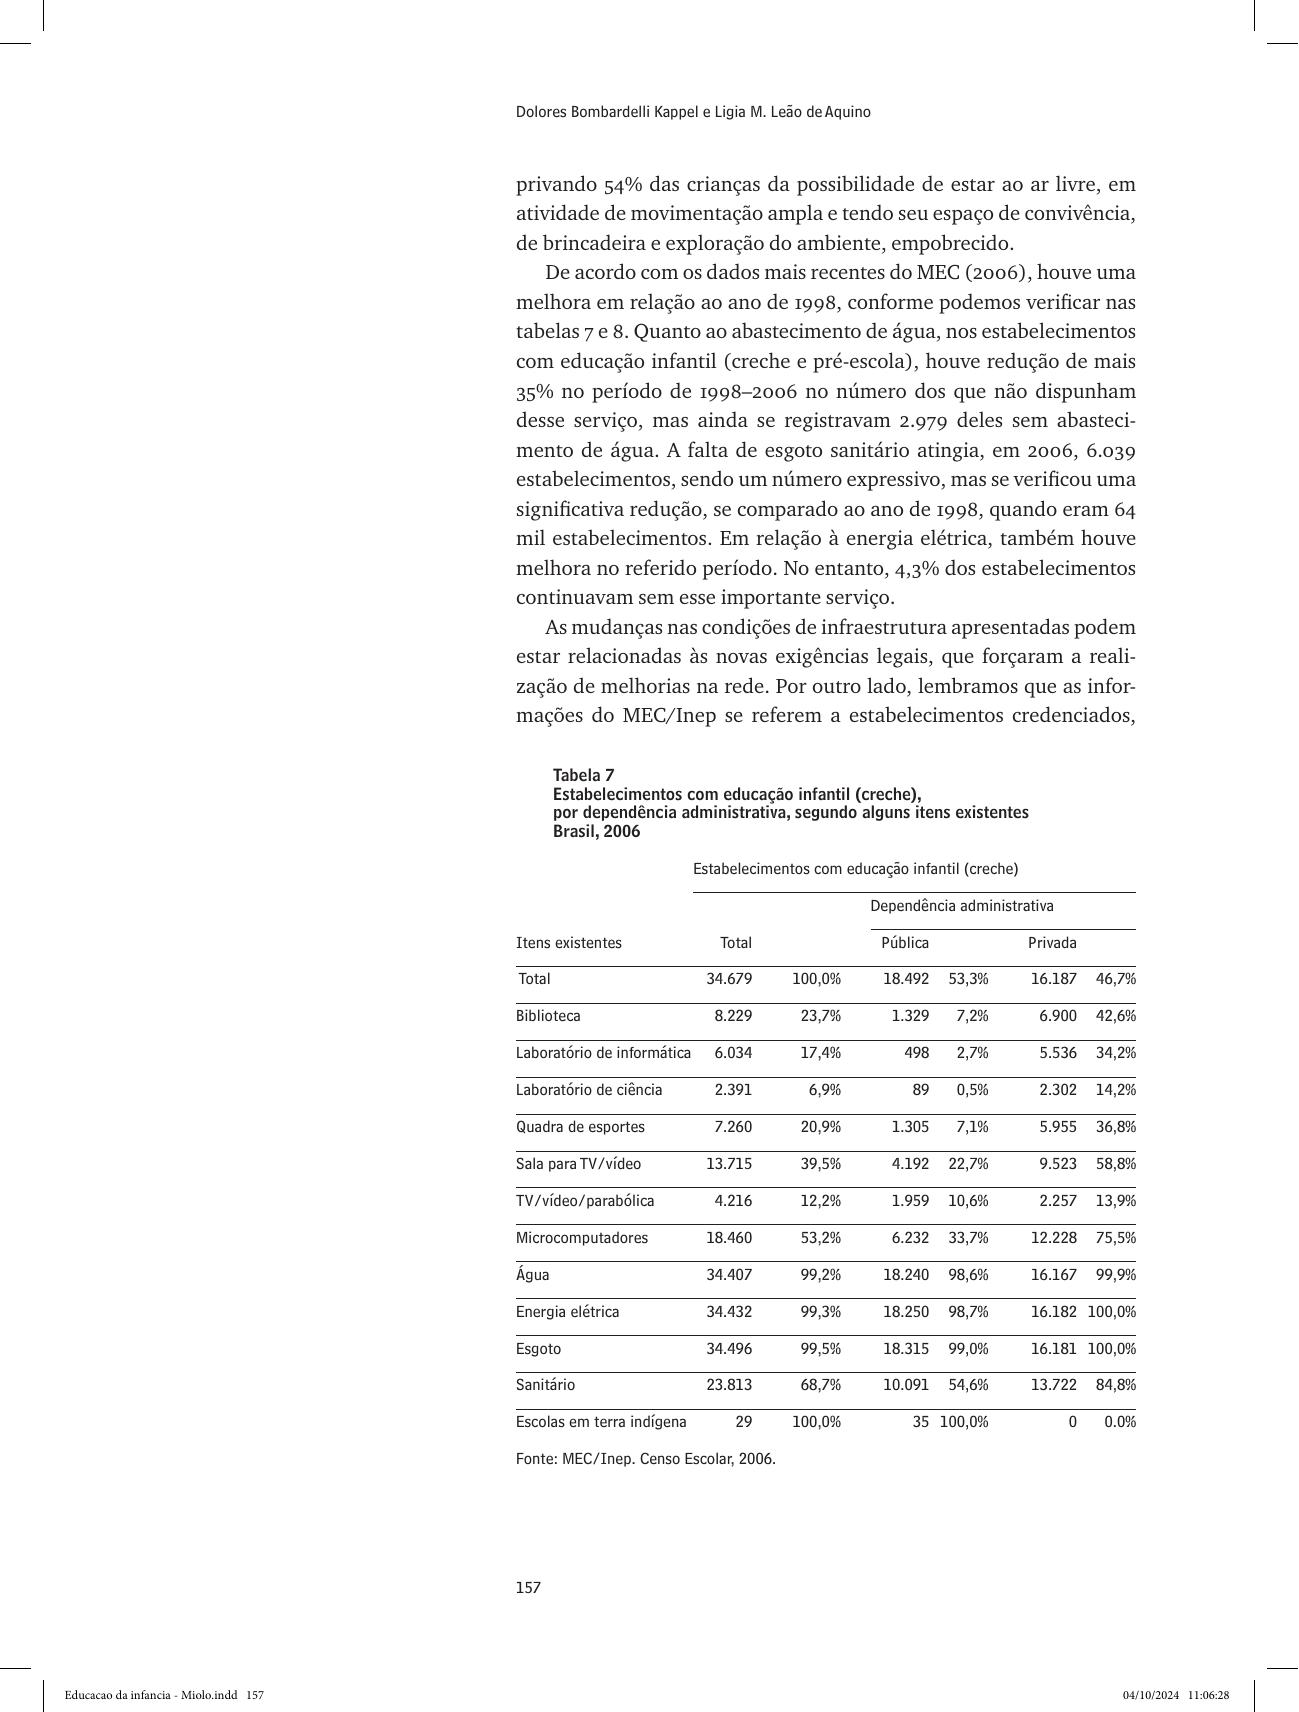 Dolores Bombardelli Kappel e Ligia M. Leão de Aquino
privando 54% das crianças da possibilidade de estar ao ar livre, em
atividade de movimentação ampla e tendo seu espaço de convivência,
de brincadeira e exploração do ambiente, empobrecido.
De acordo com os dados mais recentes do MEC (2006), houve uma
melhora em relação ao ano de 1998, conforme podemos verificar nas
tabelas 7 e 8. Quanto ao abastecimento de água, nos estabelecimentos
com educação infantil (creche e pré-escola), houve redução de mais
35% no período de 1998–2006 no número dos que não dispunham
desse serviço, mas ainda se registravam 2.979 deles sem abasteci-
mento de água. A falta de esgoto sanitário atingia, em 2006, 6.039
estabelecimentos, sendo um número expressivo, mas se verificou uma
significativa redução, se comparado ao ano de 1998, quando eram 64
mil estabelecimentos. Em relação à energia elétrica, também houve
melhora no referido período. No entanto, 4,3% dos estabelecimentos
continuavam sem esse importante serviço.
As mudanças nas condições de infraestrutura apresentadas podem
estar relacionadas às novas exigências legais, que forçaram a reali-
zação de melhorias na rede. Por outro lado, lembramos que as infor-
mações do MEC/Inep se referem a estabelecimentos credenciados,
Tabela 7
Estabelecimentos com educação infantil (creche),
por dependência administrativa, segundo alguns itens existentes
Brasil, 2006
Estabelecimentos com educação infantil (creche)
Dependência administrativa
Itens existentes Total Pública Privada
Total 34.679 100,0% 18.492 53,3% 16.187 46,7%
Biblioteca 8.229 23,7% 1.329 7,2% 6.900 42,6%
Laboratório de informática 6.034 17,4% 498 2,7% 5.536 34,2%
Laboratório de ciência 2.391 6,9% 89 0,5% 2.302 14,2%
Quadra de esportes 7.260 20,9% 1.305 7,1% 5.955 36,8%
Sala para TV/vídeo 13.715 39,5% 4.192 22,7% 9.523 58,8%
TV/vídeo/parabólica 4.216 12,2% 1.959 10,6% 2.257 13,9%
Microcomputadores 18.460 53,2% 6.232 33,7% 12.228 75,5%
Água 34.407 99,2% 18.240 98,6% 16.167 99,9%
Energia elétrica 34.432 99,3% 18.250 98,7% 16.182 100,0%
Esgoto 34.496 99,5% 18.315 99,0% 16.181 100,0%
Sanitário 23.813 68,7% 10.091 54,6% 13.722 84,8%
Escolas em terra indígena 29 100,0% 35 100,0% 0 0.0%
Fonte: MEC/Inep. Censo Escolar, 2006.
157
Educacao da infancia - Miolo.indd 157 04/10/2024 11:06:28